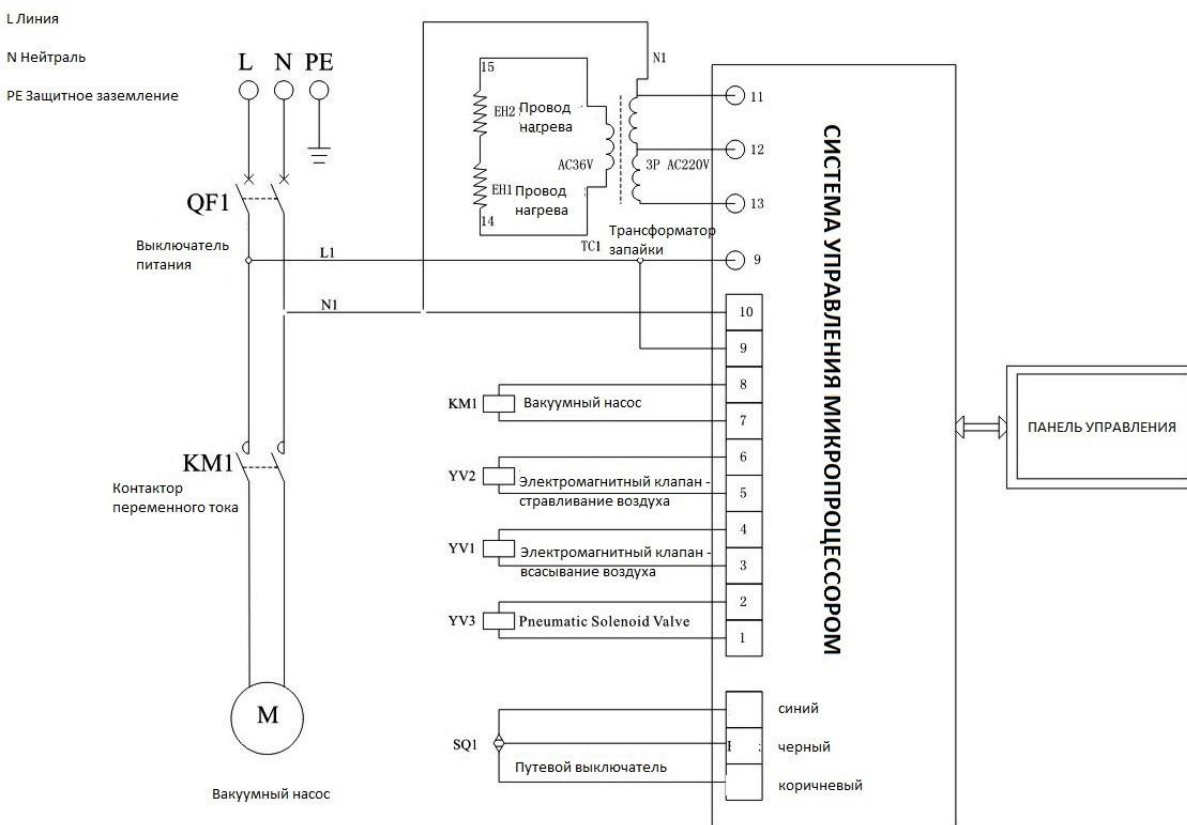 L Линия
N Нейтраль
PE Защитное заземление
L N PE
QF1
Выключатель
питания
L1
N1
KM1
Контактор
переменного тока
M
Вакуумный насос
N1
15
EH2 Провод
нагрева
EH1 Провод
нагрева
14
AC36V
3P AC220V
TC1
Трансформатор
запайки
11
12
13
9
10
9
8
7
6
5
4
3
2
1
KM1
Вакуумный насос
YV2
Электромагнитный клапан -
стравливание воздуха
YV1
Электромагнитный клапан -
всасывание воздуха
YV3
Pneumatic Solenoid Valve
SQ1
Путевой выключатель
синий
черный
коричневый
СИСТЕМА УПРАВЛЕНИЯ МИКРОПРОЦЕССОРОМ
ПАНЕЛЬ УПРАВЛЕНИЯ